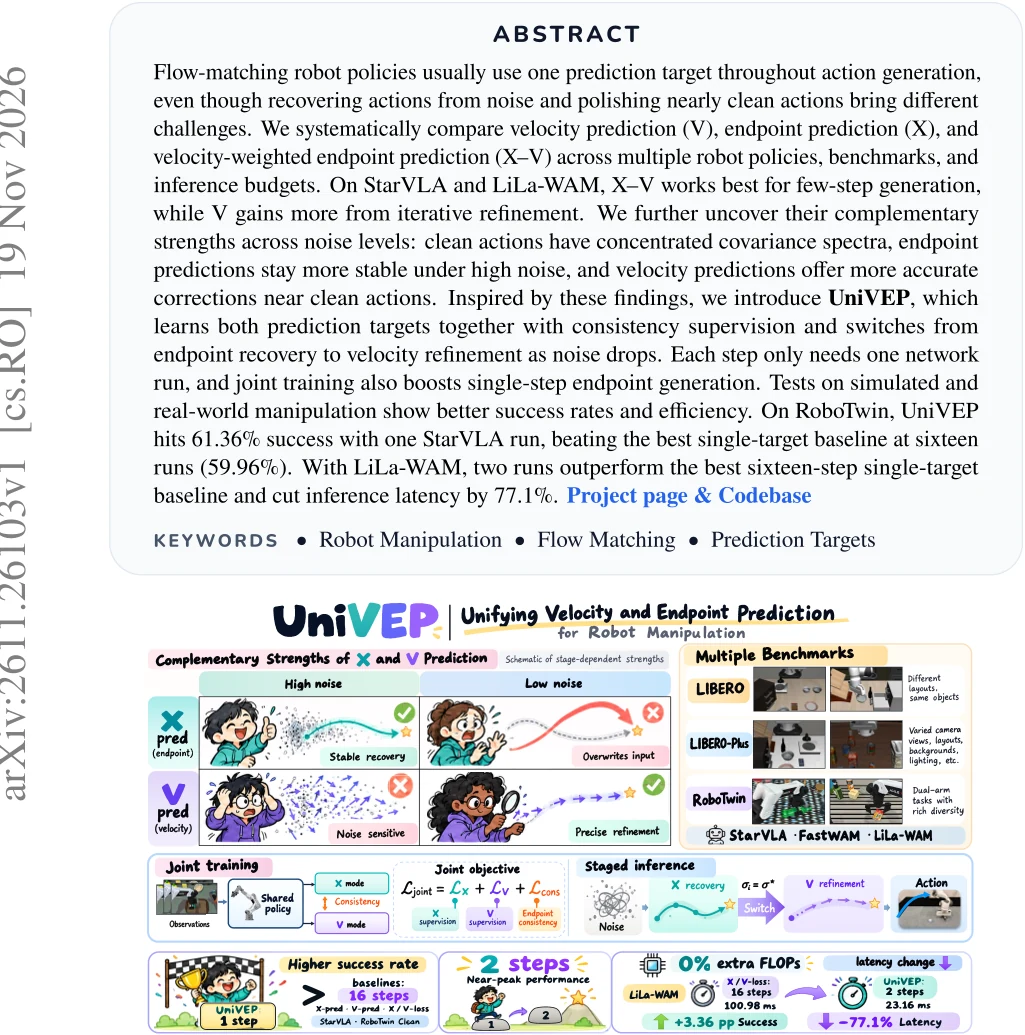 arXiv:2611.26103v1 [cs.RO] 19 Nov 2026
ABSTRACT
Flow-matching robot policies usually use one prediction target throughout action generation,
even though recovering actions from noise and polishing nearly clean actions bring different
challenges. We systematically compare velocity prediction (V), endpoint prediction (X), and
velocity-weighted endpoint prediction (X–V) across multiple robot policies, benchmarks, and
inference budgets. On StarVLA and LiLa-WAM, X–V works best for few-step generation,
while V gains more from iterative refinement. We further uncover their complementary
strengths across noise levels: clean actions have concentrated covariance spectra, endpoint
predictions stay more stable under high noise, and velocity predictions offer more accurate
corrections near clean actions. Inspired by these findings, we introduce UniVEP, which
learns both prediction targets together with consistency supervision and switches from
endpoint recovery to velocity refinement as noise drops. Each step only needs one network
run, and joint training also boosts single-step endpoint generation. Tests on simulated and
real-world manipulation show better success rates and efficiency. On RoboTwin, UniVEP
hits 61.36% success with one StarVLA run, beating the best single-target baseline at sixteen
runs (59.96%). With LiLa-WAM, two runs outperform the best sixteen-step single-target
baseline and cut inference latency by 77.1%. Project page & Codebase
KEYWORDS • Robot Manipulation • Flow Matching • Prediction Targets
UniVEP | Unifying Velocity and Endpoint Prediction
for Robot Manipulation
Complementary Strengths of X and V Prediction
Schematic of stage-dependent strengths
High noise
Low noise
X
pred
(endpoint)
Stable recovery
Overwrites input
V
pred
(velocity)
Noise sensitive
Precise refinement
Multiple Benchmarks
LIBERO
Different
layouts,
same objects
LIBERO-Plus
Varied camera
views, layouts,
backgrounds,
lighting, etc.
RoboTwin
Dual-arm
tasks with
rich diversity
StarVLA · FastWAM · LiLa-WAM
Joint training
Observations
Shared
policy
X mode
Consistency
V mode
Joint objective
ℒjoint = ℒX + ℒV + ℒcons
X
supervision
V
supervision
Endpoint
consistency
Staged inference
Noise
X recovery
σi = σ*
Switch
V refinement
Action
UniVEP:
1 step
Higher success rate
>
baselines:
16 steps
X-pred · V-pred · X/V-loss
StarVLA · RoboTwin Clean
2 steps
Near-peak performance
1
2
0% extra FLOPs
latency change ↓
LiLa-WAM
X/V-loss:
16 steps
100.98 ms
UniVEP:
2 steps
23.16 ms
↑ +3.36 pp Success
↓ -77.1% Latency